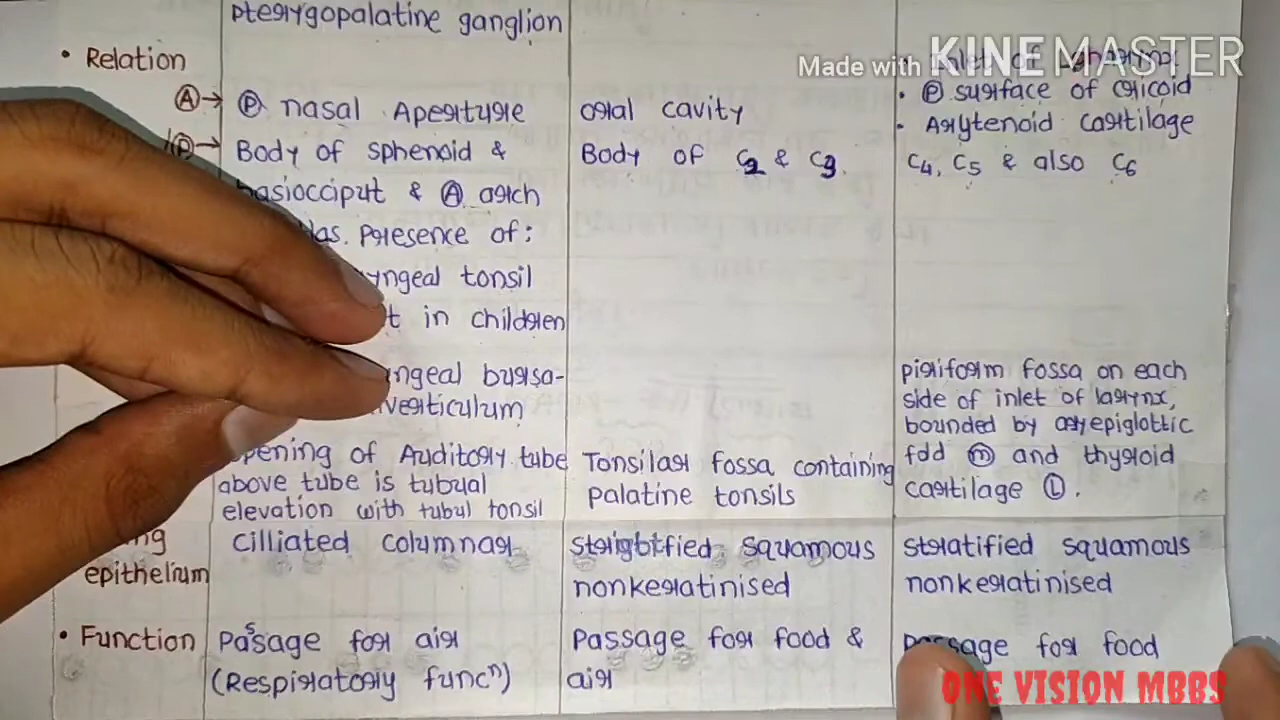 Pterygopalatine ganglion
Made with KINEMASTER
• Relation
inlet of
Ⓐ→ Ⓟ nasal Aperture
oral cavity
• Ⓟ surface of cricoid
• Arytenoid cartilage
Ⓟ→ Body of sphenoid &
Body of C2 & C3.
C4, C5 & also C6
basiocciput & Ⓐ arch
presence of:
tonsil
in children
bursa-
piriform fossa on each
side of inlet of larynx,
bounded by aryepiglottic
fold ⓜ and thyroid
cartilage Ⓛ.
opening of Auditory tube
above tube is tubual
elevation with tubul tonsil
Tonsilar fossa containing
palatine tonsils
epithelium
cilliated columnar
squamous
nonkeratinised
stratified squamous
nonkeratinised
• Function
Passage for air
(Respiratory funcⁿ)
Passage for food &
air
Passage for food
ONE VISION MBBS